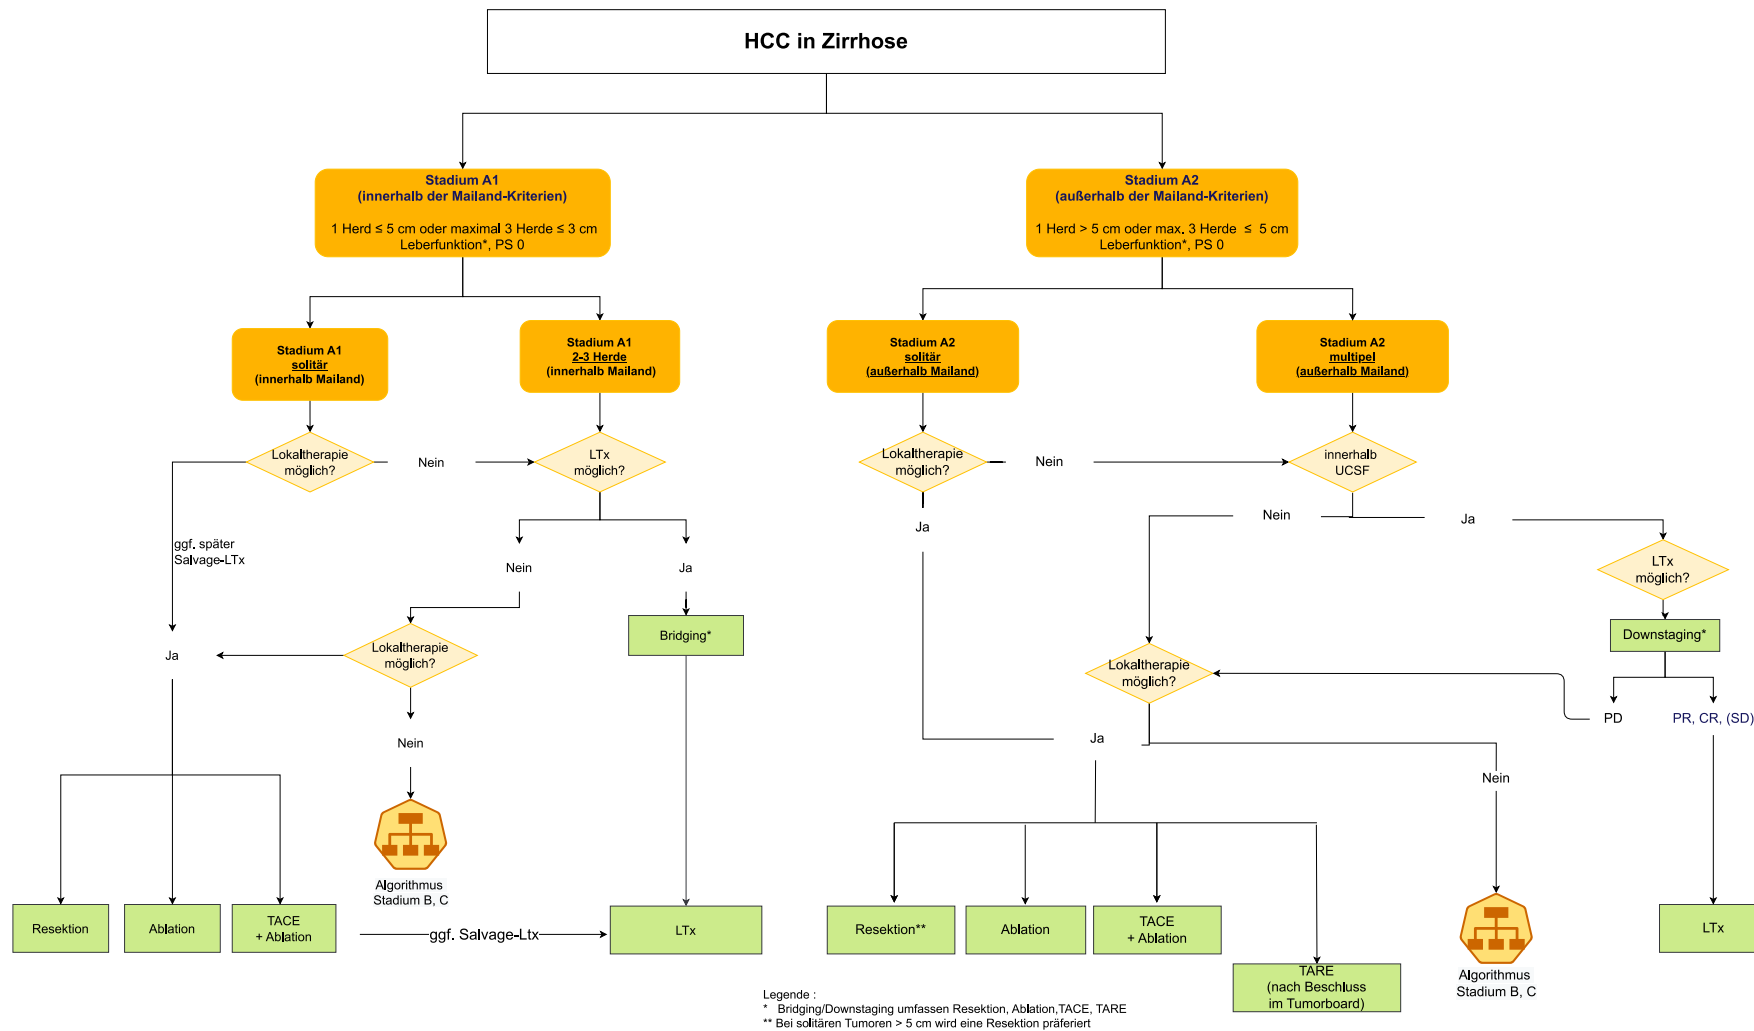 HCC in Zirrhose
Stadium A1
(innerhalb der Mailand-Kriterien)
1 Herd ≤ 5 cm oder maximal 3 Herde ≤ 3 cm
Leberfunktion*, PS 0
Stadium A2
(außerhalb der Mailand-Kriterien)
1 Herd > 5 cm oder max. 3 Herde ≤ 5 cm
Leberfunktion*, PS 0
Stadium A1
solitär
(innerhalb Mailand)
Stadium A1
2-3 Herde
(innerhalb Mailand)
Stadium A2
solitär
(außerhalb Mailand)
Stadium A2
multipel
(außerhalb Mailand)
Lokaltherapie
möglich?
Nein
LTx
möglich?
Lokaltherapie
möglich?
Nein
innerhalb
UCSF
Ja
Nein
Ja
ggf. später
Salvage-LTx
Nein
Ja
LTx
möglich?
Bridging*
Downstaging*
Ja
Lokaltherapie
möglich?
Lokaltherapie
möglich?
PD
PR, CR, (SD)
Nein
Ja
Nein
Algorithmus
Stadium B, C
Resektion
Ablation
TACE
+ Ablation
ggf. Salvage-Ltx
LTx
Resektion**
Ablation
TACE
+ Ablation
TARE
(nach Beschluss
im Tumorboard)
Algorithmus
Stadium B, C
LTx
Legende :
* Bridging/Downstaging umfassen Resektion, Ablation,TACE, TARE
** Bei solitären Tumoren > 5 cm wird eine Resektion präferiert